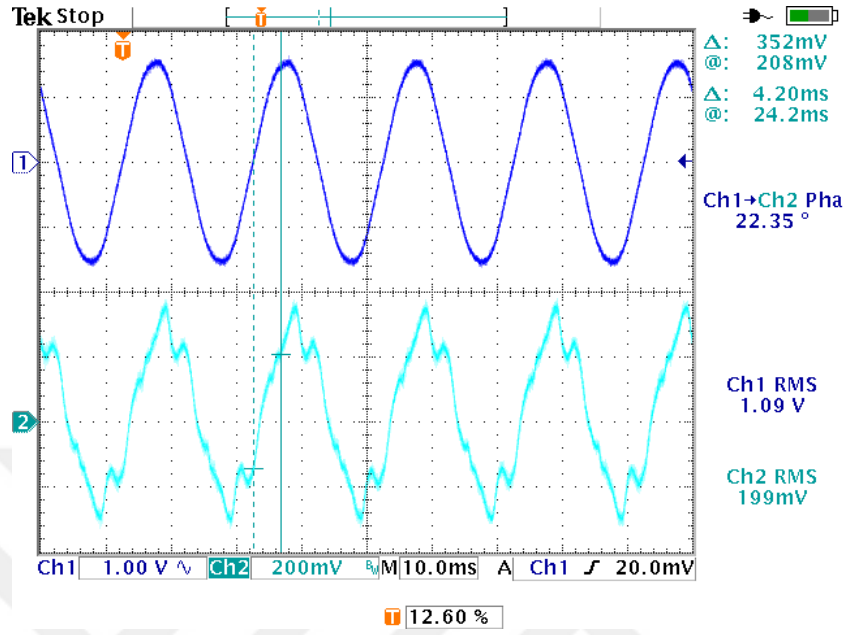 Tek Stop
T
T
Δ: 352mV
@: 208mV
Δ: 4.20ms
@: 24.2ms
1
Ch1→Ch2 Pha
22.35 °
Ch1 RMS
1.09 V
2
Ch2 RMS
199mV
Ch1 1.00 V ∿ Ch2 200mV BW M 10.0ms A Ch1 ʃ 20.0mV
T 12.60 %